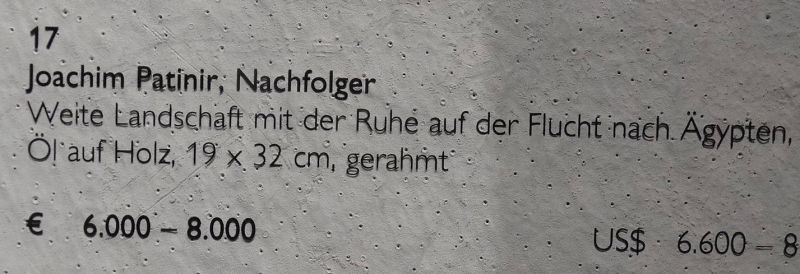 17
Joachim Patinir, Nachfolger
Weite Landschaft mit der Ruhe auf der Flucht nach Ägypten,
Öl auf Holz, 19 x 32 cm, gerahmt
€ 6.000 – 8.000 US$ 6.600 – 8